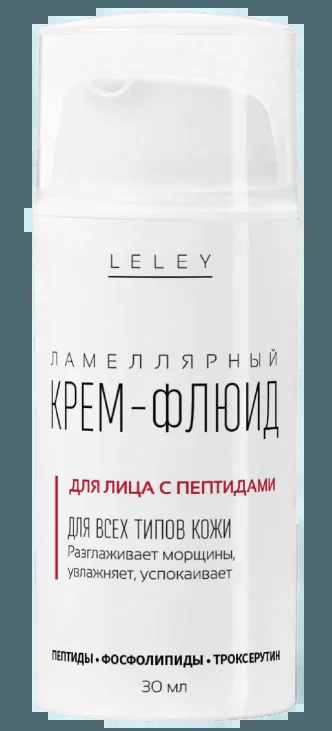 LELEY
ЛАМЕЛЛЯРНЫЙ
КРЕМ-ФЛЮИД
ДЛЯ ЛИЦА С ПЕПТИДАМИ
ДЛЯ ВСЕХ ТИПОВ КОЖИ
Разглаживает морщины,
увлажняет, успокаивает
ПЕПТИДЫ • ФОСФОЛИПИДЫ • ТРОКСЕРУТИН
30 мл